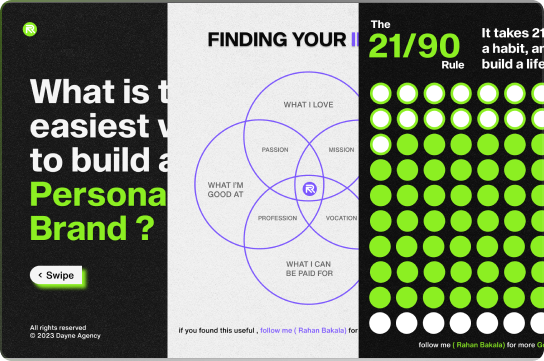 What is t
easiest
to build a
Persona
Brand ?
‹ Swipe
All rights reserved
© 2023 Dayne Agency
FINDING YOUR
WHAT I LOVE
PASSION
MISSION
WHAT I'M
GOOD AT
PROFESSION
VOCATION
WHAT I CAN
BE PAID FOR
if you found this useful , follow me ( Rahan Bakala) for
The
21/90
Rule
It takes 21
a habit, an
build a life
follow me ( Rahan Bakala) for more